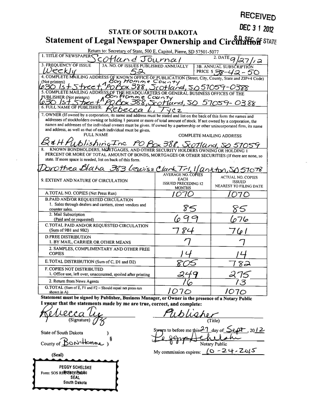 RECEIVED
DEC 31 2012
STATE OF SOUTH DAKOTA
Statement of Legal Newspaper Ownership and Circulation
S.D. SEC. OF STATE
Return to: Secretary of State, 500 E. Capitol, Pierre, SD 57501-5077
1. TITLE OF NEWSPAPER Scotland Journal
2. DATE 9/27/12
3. FREQUENCY OF ISSUE Weekly
3A. NO. OF ISSUES PUBLISHED ANNUALLY 52
3B. ANNUAL SUBSCRIPTION PRICE $ 38-42-50
4. COMPLETE MAILING ADDRESS OF KNOWN OFFICE OF PUBLICATION (Street, City, County, State and ZIP+4 Code) (Not printers)
Bon Homme County
630 1st Street, PO Box 388, Scotland, SD 57059-0388
5. COMPLETE MAILING ADDRESS OF THE HEADQUARTERS OF GENERAL BUSINESS OFFICES OF THE PUBLISHER (Not printer)
Bon Homme County
630 1st Street, PO Box 388, Scotland, SD 57059-0388
6. FULL NAME OF PUBLISHER: Rebecca L. Tycz
7. OWNER (If owned by a corporation, its name and address must be stated and also immediately the names and addresses of stockholders owning or holding 1 percent or more of total amount of stock. If not owned by a corporation, the names and addresses of the individual owners must be given. If owned by a partnership or other unincorporated firm, its name and address, as well as that of each individual must be given.
FULL NAME COMPLETE MAILING ADDRESS
B & H Publishing Inc PO Box 388, Scotland, SD 57059
8. KNOWN BONDHOLDERS, MORTGAGEES, AND OTHER SECURITY HOLDERS OWNING OR HOLDING 1 PERCENT OR MORE OF TOTAL AMOUNT OF BONDS, MORTGAGES OR OTHER SECURITIES (If there are none, so state. If more space is needed, list on back of this form.
Dorothea Blaha 383 Lewis & Clark Trl, Yankton, SD 57078
9. EXTENT AND NATURE OF CIRCULATION
AVERAGE NO. COPIES EACH ISSUED PRECEDING 12 MONTHS
ACTUAL NO. COPIES ISSUED NEAREST TO FILING DATE
A. TOTAL NO. COPIES (Net Press Run) 1070 1070
B. PAID AND/OR REQUESTED CIRCULATION
1. Sales through dealers and carriers, street vendors and counter sales. 85 85
2. Mail Subscription (Paid and or requested) 699 676
C. TOTAL PAID AND/OR REQUESTED CIRCULATION (Sum of 9B1 and 9B2) 784 761
D. FREE DISTRIBUTION
1. BY MAIL, CARRIER OR OTHER MEANS 7 7
2. SAMPLES, COMPLIMENTARY AND OTHER FREE COPIES 14 14
E. TOTAL DISTRIBUTION (Sum of C, D1 and D2) 805 782
F. COPIES NOT DISTRIBUTED
1. Office use, left over, unaccounted, spoiled after printing 249 275
2. Return from News Agents 16 13
G. TOTAL (Sum of E, F1 and F2 – Should equal net press run shown in A) 1070 1070
Statement must be signed by Publisher, Business Manager, or Owner in the presence of a Notary Public
I swear that the statements made by me are true, correct, and complete:
Rebecca Tycz Publisher
(Signature) (Title)
State of South Dakota )
County of Bon Homme )
§
Sworn to before me this 27 day of Sept, 2012
Peggy Schelske
Notary Public
My commission expires: 10-24-2015
(Seal)
PEGGY SCHELSKE
NOTARY PUBLIC
SEAL
South Dakota